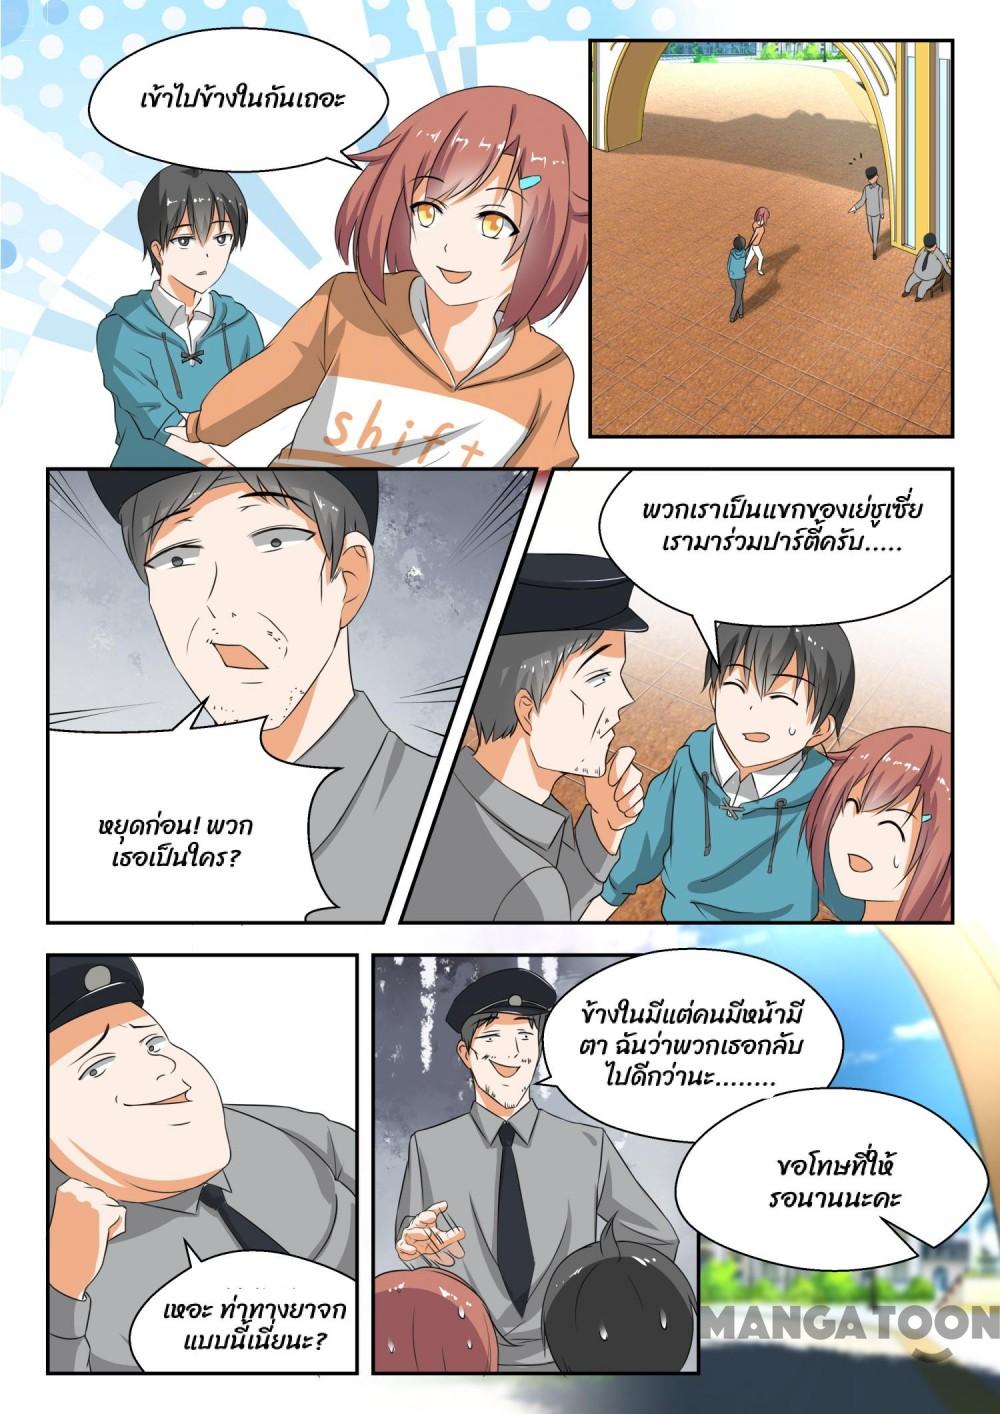 เข้าไปข้างในกันเถอะ
shift
หยุดก่อน! พวก
เธอเป็นใคร?
พวกเราเป็นแขกของเย่ชูเซี่ย
เรามาร่วมปาร์ตี้ครับ.....
เหอะ ท่าทางยาจก
แบบนี้เนี่ยนะ?
ข้างในมีแต่คนมีหน้ามี
ตา ฉันว่าพวกเธอกลับ
ไปดีกว่านะ........
ขอโทษที่ให้
รอนานนะคะ
MANGATOON